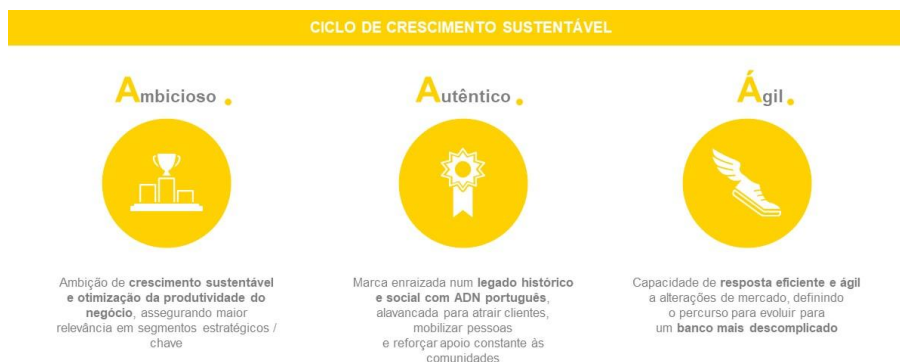 CICLO DE CRESCIMENTO SUSTENTÁVEL
Ambicioso.
Autêntico.
Ágil.
Ambição de crescimento sustentável
e otimização da produtividade do
negócio, assegurando maior
relevância em segmentos estratégicos /
chave
Marca enraizada num legado histórico
e social com ADN português,
alavancada para atrair clientes,
mobilizar pessoas
e reforçar apoio constante às
comunidades
Capacidade de resposta eficiente e ágil
a alterações de mercado, definindo
o percurso para evoluir para
um banco mais descomplicado